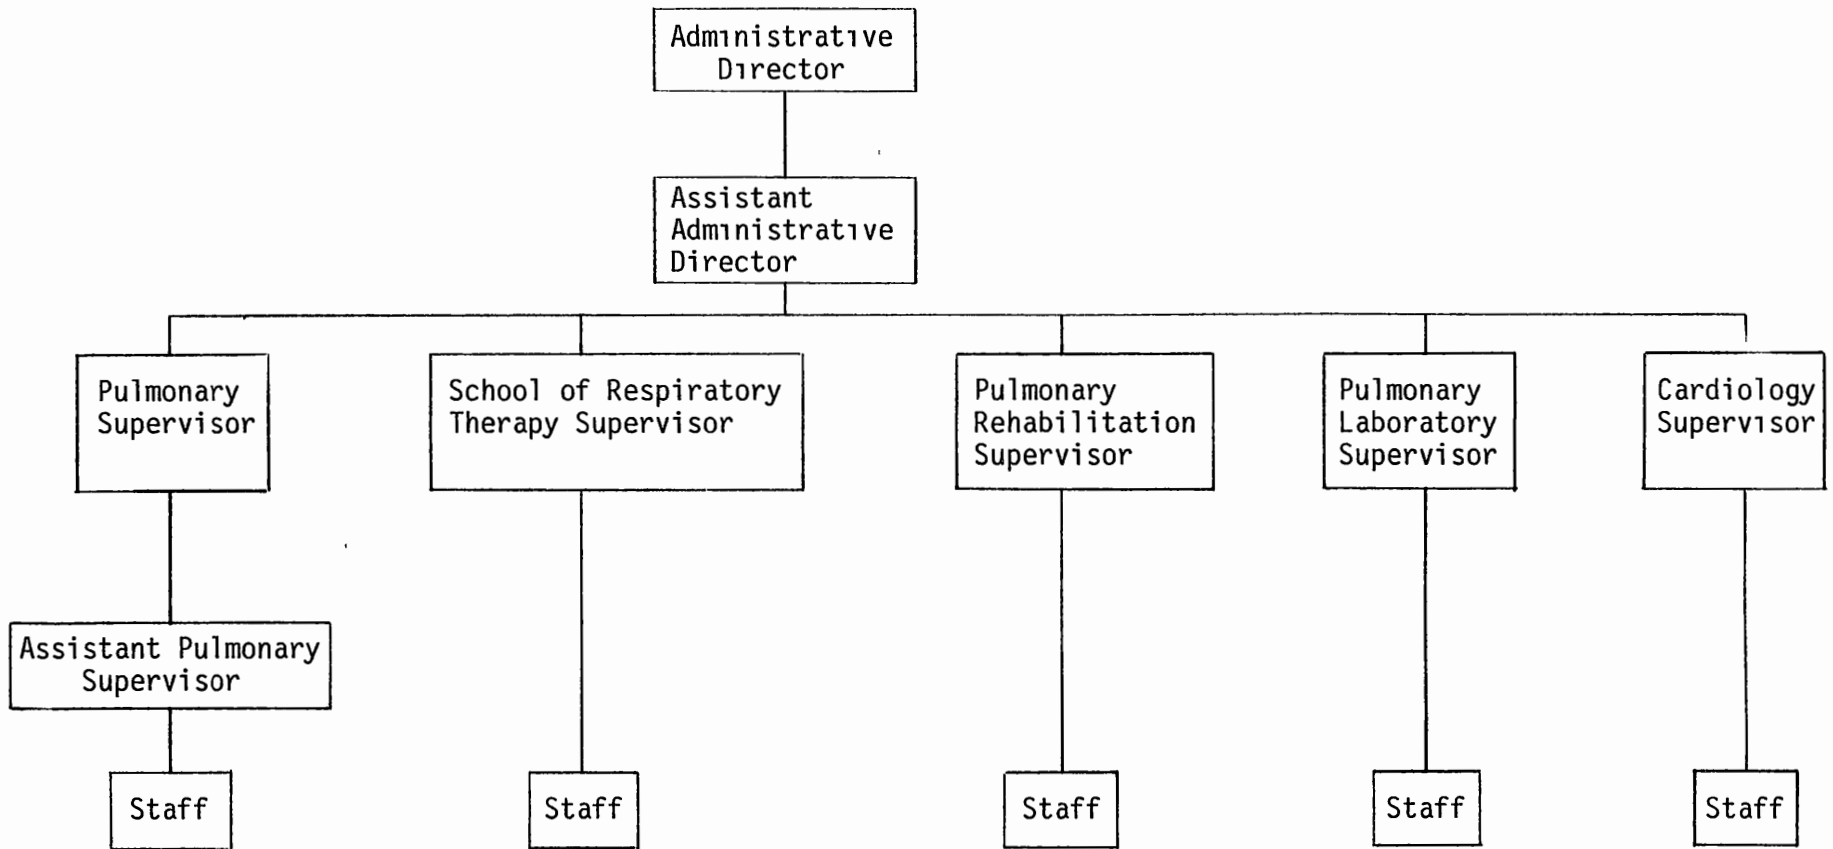 Administrative
Director
Assistant
Administrative
Director
Pulmonary
Supervisor
School of Respiratory
Therapy Supervisor
Pulmonary
Rehabilitation
Supervisor
Pulmonary
Laboratory
Supervisor
Cardiology
Supervisor
Assistant Pulmonary
Supervisor
Staff
Staff
Staff
Staff
Staff